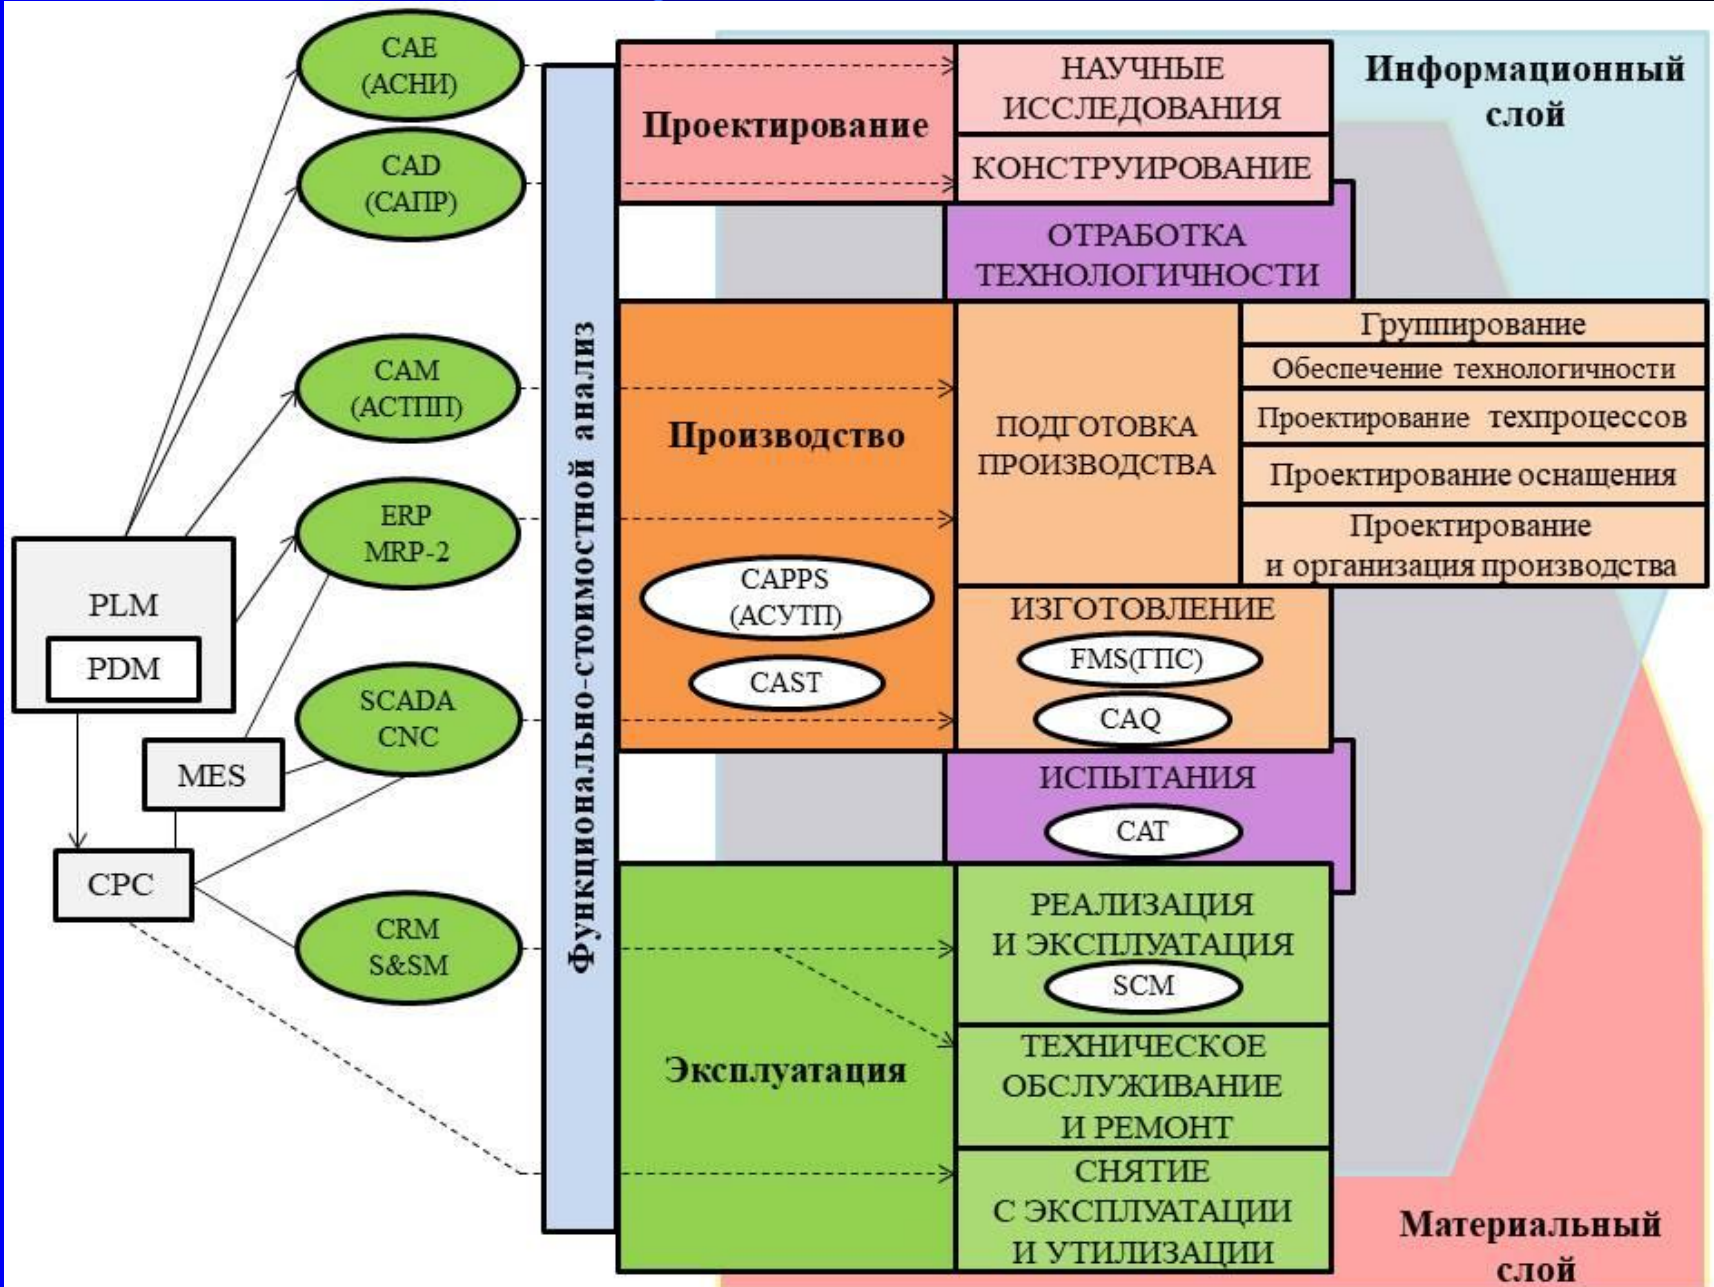 CAE
(АСНИ)
CAD
(САПР)
CAM
(АСТПП)
ERP
MRP-2
PLM
PDM
SCADA
CNC
MES
CPC
CRM
S&SM
Функционально-стоимостной анализ
Проектирование
НАУЧНЫЕ
ИССЛЕДОВАНИЯ
КОНСТРУИРОВАНИЕ
ОТРАБОТКА
ТЕХНОЛОГИЧНОСТИ
Производство
CAPPS
(АСУТП)
CAST
ПОДГОТОВКА
ПРОИЗВОДСТВА
Группирование
Обеспечение технологичности
Проектирование техпроцессов
Проектирование оснащения
Проектирование
и организация производства
ИЗГОТОВЛЕНИЕ
FMS(ГПС)
CAQ
ИСПЫТАНИЯ
CAT
Эксплуатация
РЕАЛИЗАЦИЯ
И ЭКСПЛУАТАЦИЯ
SCM
ТЕХНИЧЕСКОЕ
ОБСЛУЖИВАНИЕ
И РЕМОНТ
СНЯТИЕ
С ЭКСПЛУАТАЦИИ
И УТИЛИЗАЦИИ
Информационный
слой
Материальный
слой